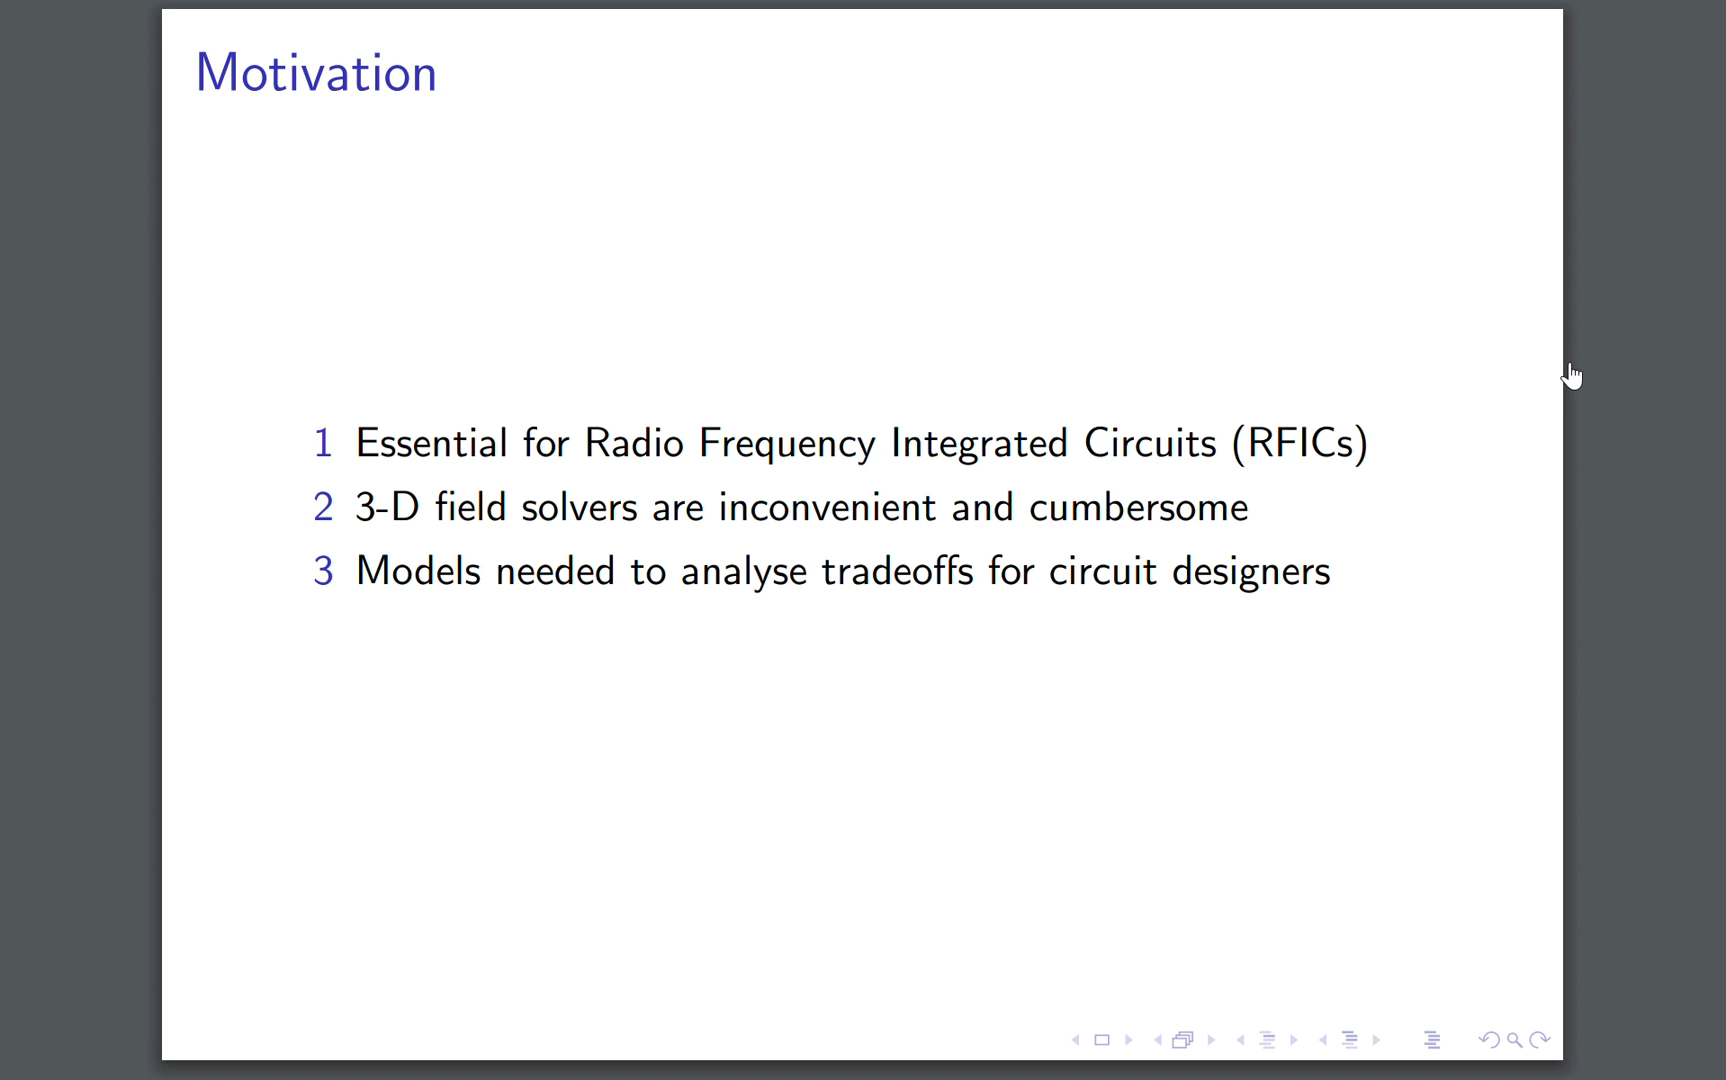 Motivation
1 Essential for Radio Frequency Integrated Circuits (RFICs)
2 3-D field solvers are inconvenient and cumbersome
3 Models needed to analyse tradeoffs for circuit designers